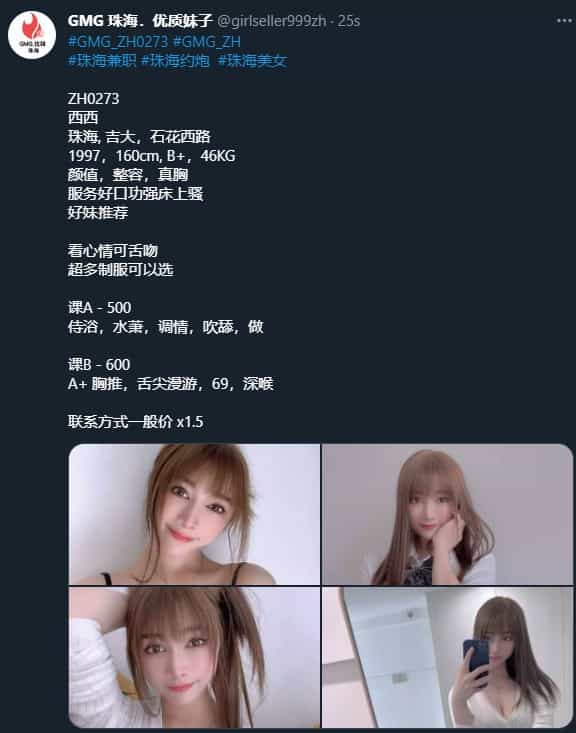 GMG 珠海．优质妹子 @girlseller999zh · 25s
#GMG_ZH0273 #GMG_ZH
#珠海兼职 #珠海约炮 #珠海美女
ZH0273
西西
珠海, 吉大，石花西路
1997，160cm, B+，46KG
颜值，整容，真胸
服务好口功强床上骚
好妹推荐
看心情可舌吻
超多制服可以选
课A - 500
侍浴，水萧，调情，吹舔，做
课B - 600
A+ 胸推，舌尖漫游，69，深喉
联系方式一般价 x1.5